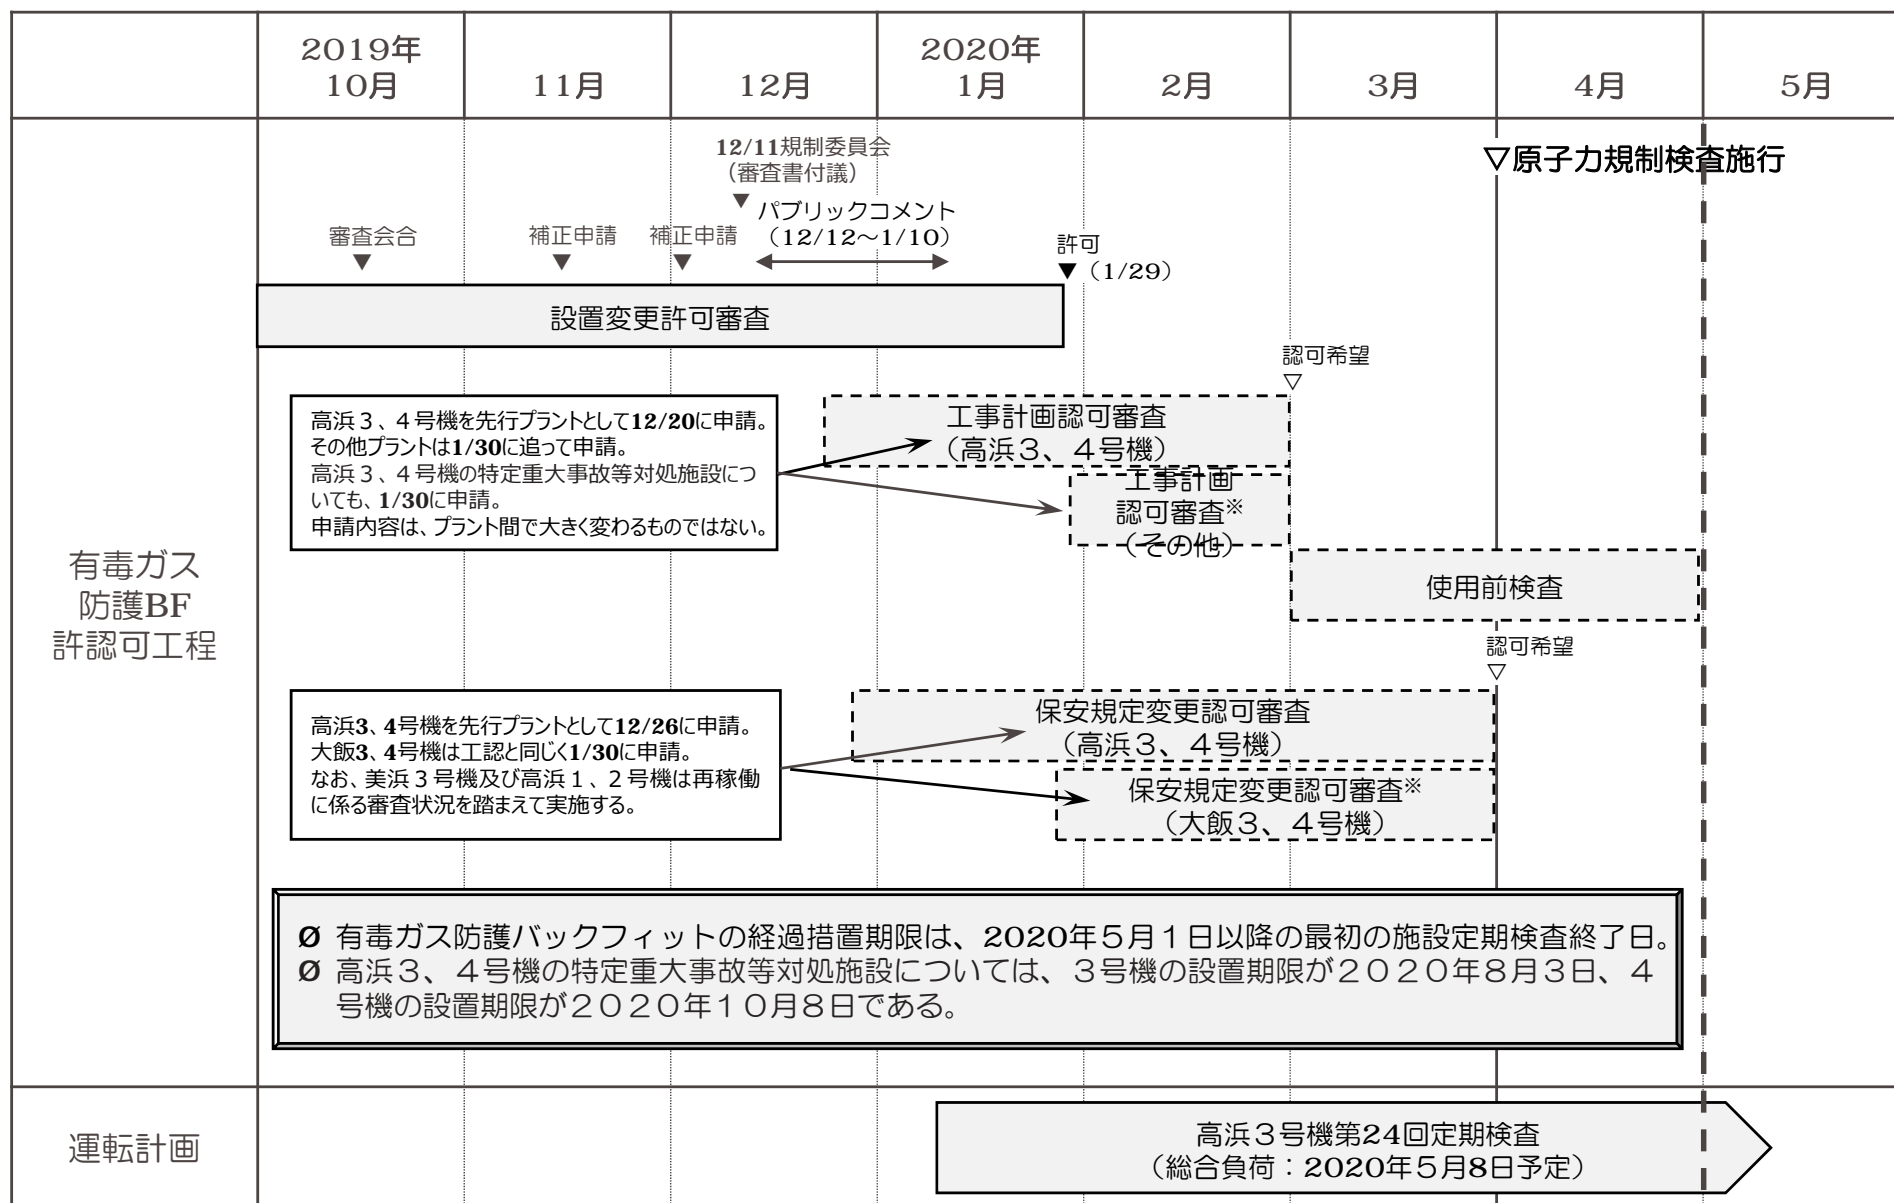 2019年
10月
11月
12月
2020年
1月
2月
3月
4月
5月
12/11規制委員会
（審査書付議）
▼
▽原子力規制検査施行
パブリックコメント
（12/12～1/10）
審査会合
▼
補正申請
▼
補正申請
▼
許可
▼（1/29）
設置変更許可審査
認可希望
▽
高浜３、４号機を先行プラントとして12/20に申請。
その他プラントは1/30に追って申請。
高浜３、４号機の特定重大事故等対処施設につ
いても、1/30に申請。
申請内容は、プラント間で大きく変わるものではない。
工事計画認可審査
（高浜３、４号機）
工事計画
認可審査※
（その他）
有毒ガス
防護BF
許認可工程
使用前検査
認可希望
▽
高浜3、4号機を先行プラントとして12/26に申請。
大飯3、4号機は工認と同じく1/30に申請。
なお、美浜３号機及び高浜１、２号機は再稼働
に係る審査状況を踏まえて実施する。
保安規定変更認可審査
（高浜３、４号機）
保安規定変更認可審査※
（大飯３、４号機）
Ø 有毒ガス防護バックフィットの経過措置期限は、2020年５月１日以降の最初の施設定期検査終了日。
Ø 高浜３、４号機の特定重大事故等対処施設については、３号機の設置期限が２０２０年８月３日、４
号機の設置期限が２０２０年１０月８日である。
運転計画
高浜３号機第24回定期検査
（総合負荷：2020年５月8日予定）